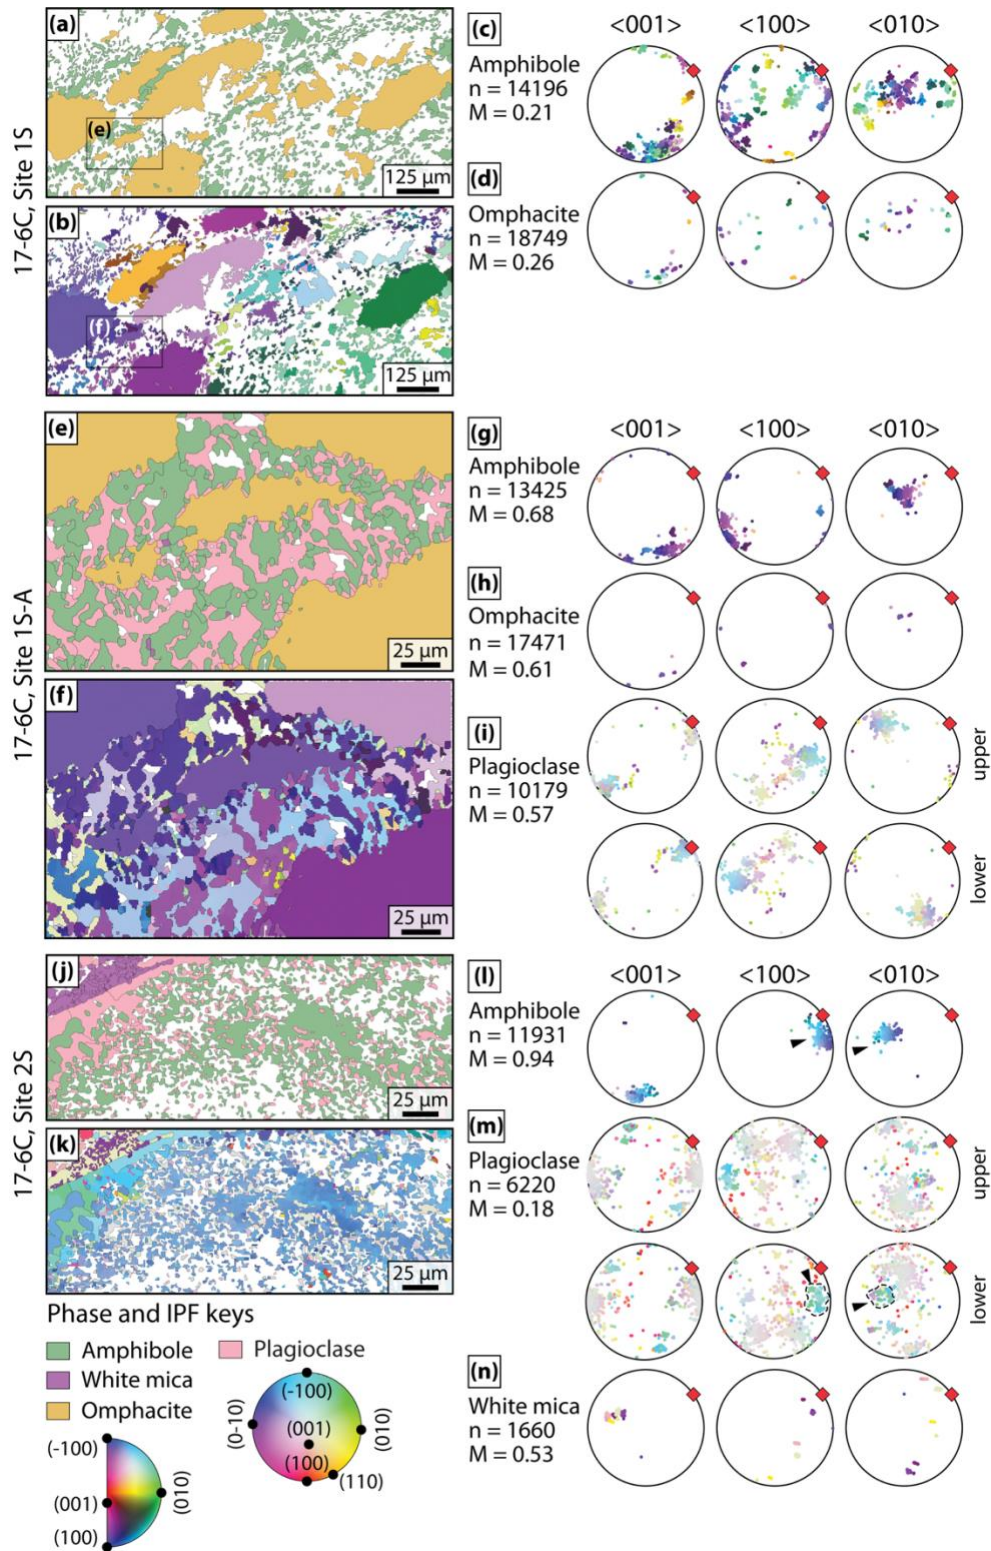 17-6C, Site 1S
(a)
(e)
125 µm
(b)
(f)
125 µm
(c)
<001> <100> <010>
Amphibole
n = 14196
M = 0.21
(d)
Omphacite
n = 18749
M = 0.26
17-6C, Site 1S-A
(e)
25 µm
(f)
25 µm
(g)
<001> <100> <010>
Amphibole
n = 13425
M = 0.68
(h)
Omphacite
n = 17471
M = 0.61
(i)
Plagioclase
n = 10179
M = 0.57
upper
lower
17-6C, Site 2S
(j)
25 µm
(k)
25 µm
(l)
<001> <100> <010>
Amphibole
n = 11931
M = 0.94
(m)
Plagioclase
n = 6220
M = 0.18
upper
lower
(n)
White mica
n = 1660
M = 0.53
Phase and IPF keys
Amphibole
White mica
Omphacite
Plagioclase
(-100)
(001)
(100)
(010)
(-100)
(0-10)
(001)
(010)
(100)
(110)